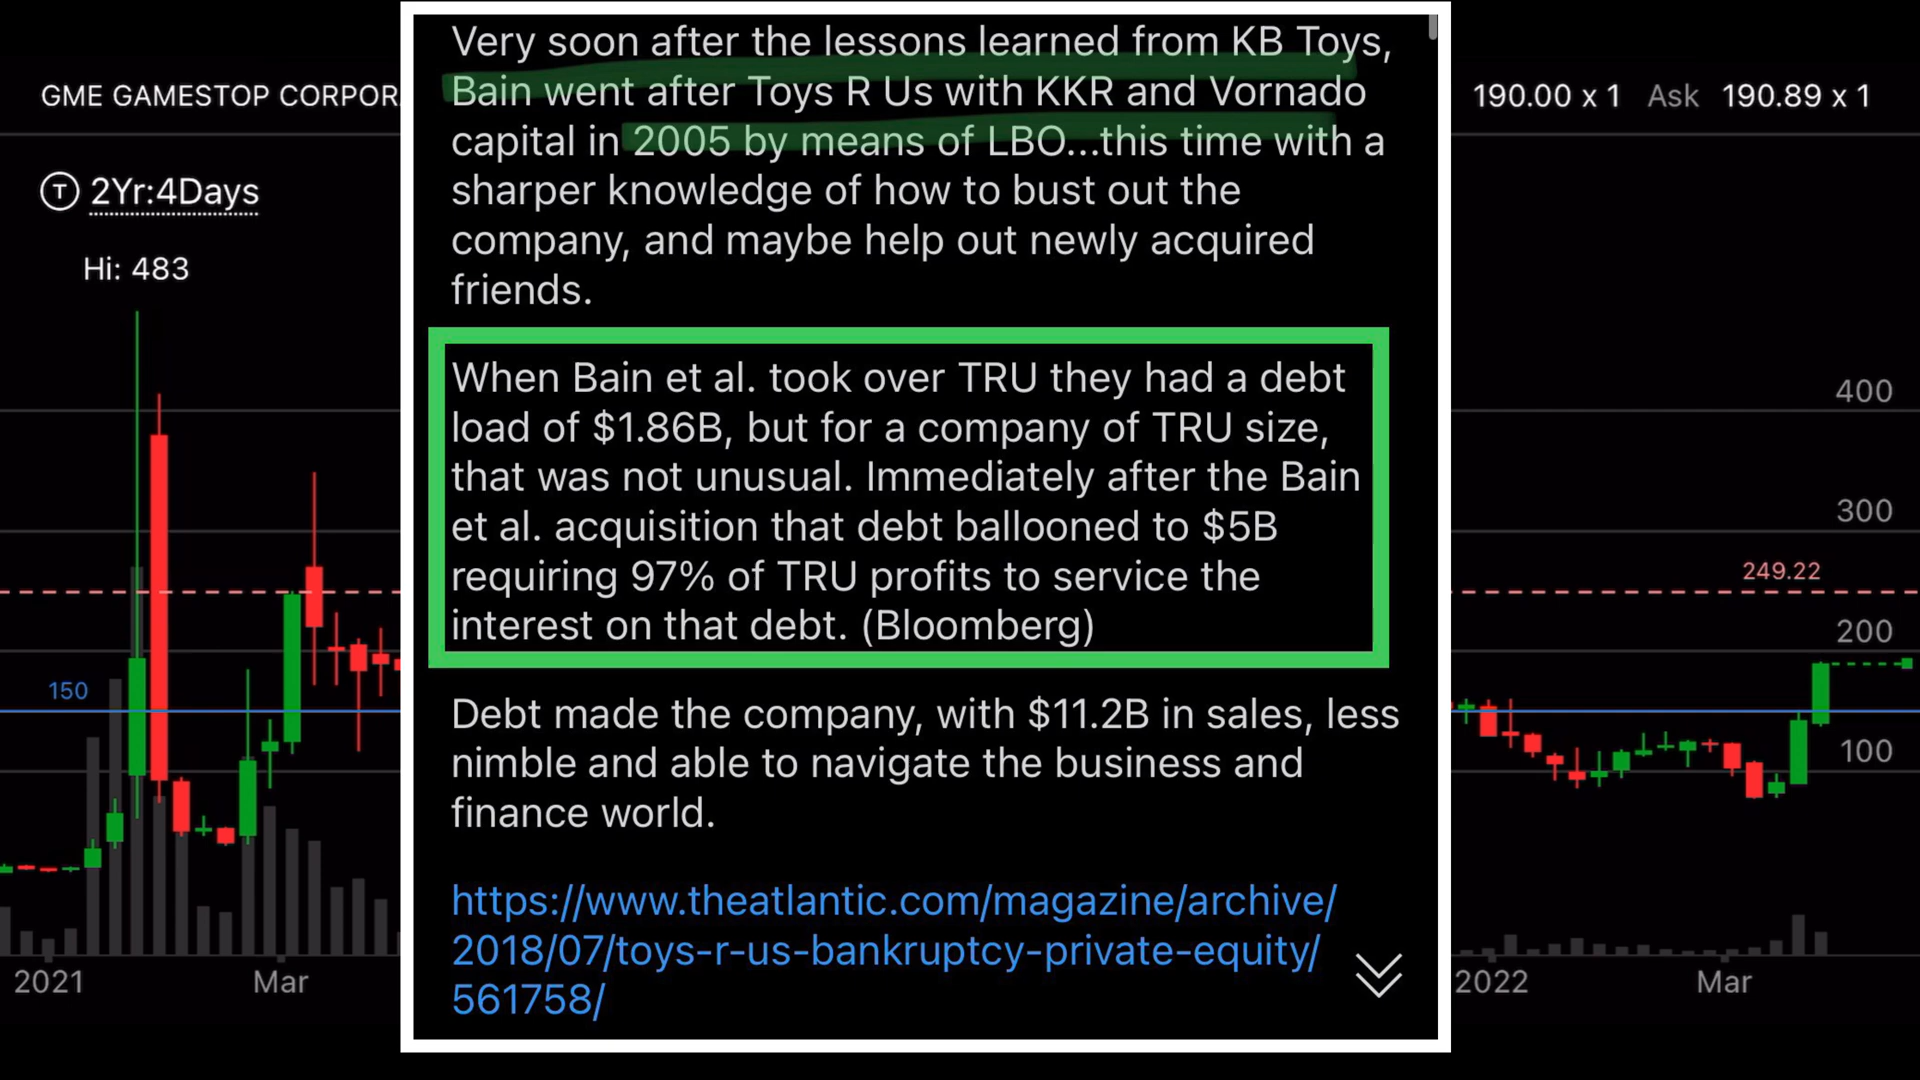 GME GAMESTOP CORPOR
190.00 x 1 Ask 190.89 x 1
T 2Yr:4Days
Hi: 483
150
2021 Mar
Very soon after the lessons learned from KB Toys,
Bain went after Toys R Us with KKR and Vornado
capital in 2005 by means of LBO...this time with a
sharper knowledge of how to bust out the
company, and maybe help out newly acquired
friends.
When Bain et al. took over TRU they had a debt
load of $1.86B, but for a company of TRU size,
that was not unusual. Immediately after the Bain
et al. acquisition that debt ballooned to $5B
requiring 97% of TRU profits to service the
interest on that debt. (Bloomberg)
Debt made the company, with $11.2B in sales, less
nimble and able to navigate the business and
finance world.
https://www.theatlantic.com/magazine/archive/
2018/07/toys-r-us-bankruptcy-private-equity/
561758/
400
300
249.22
200
100
2022 Mar